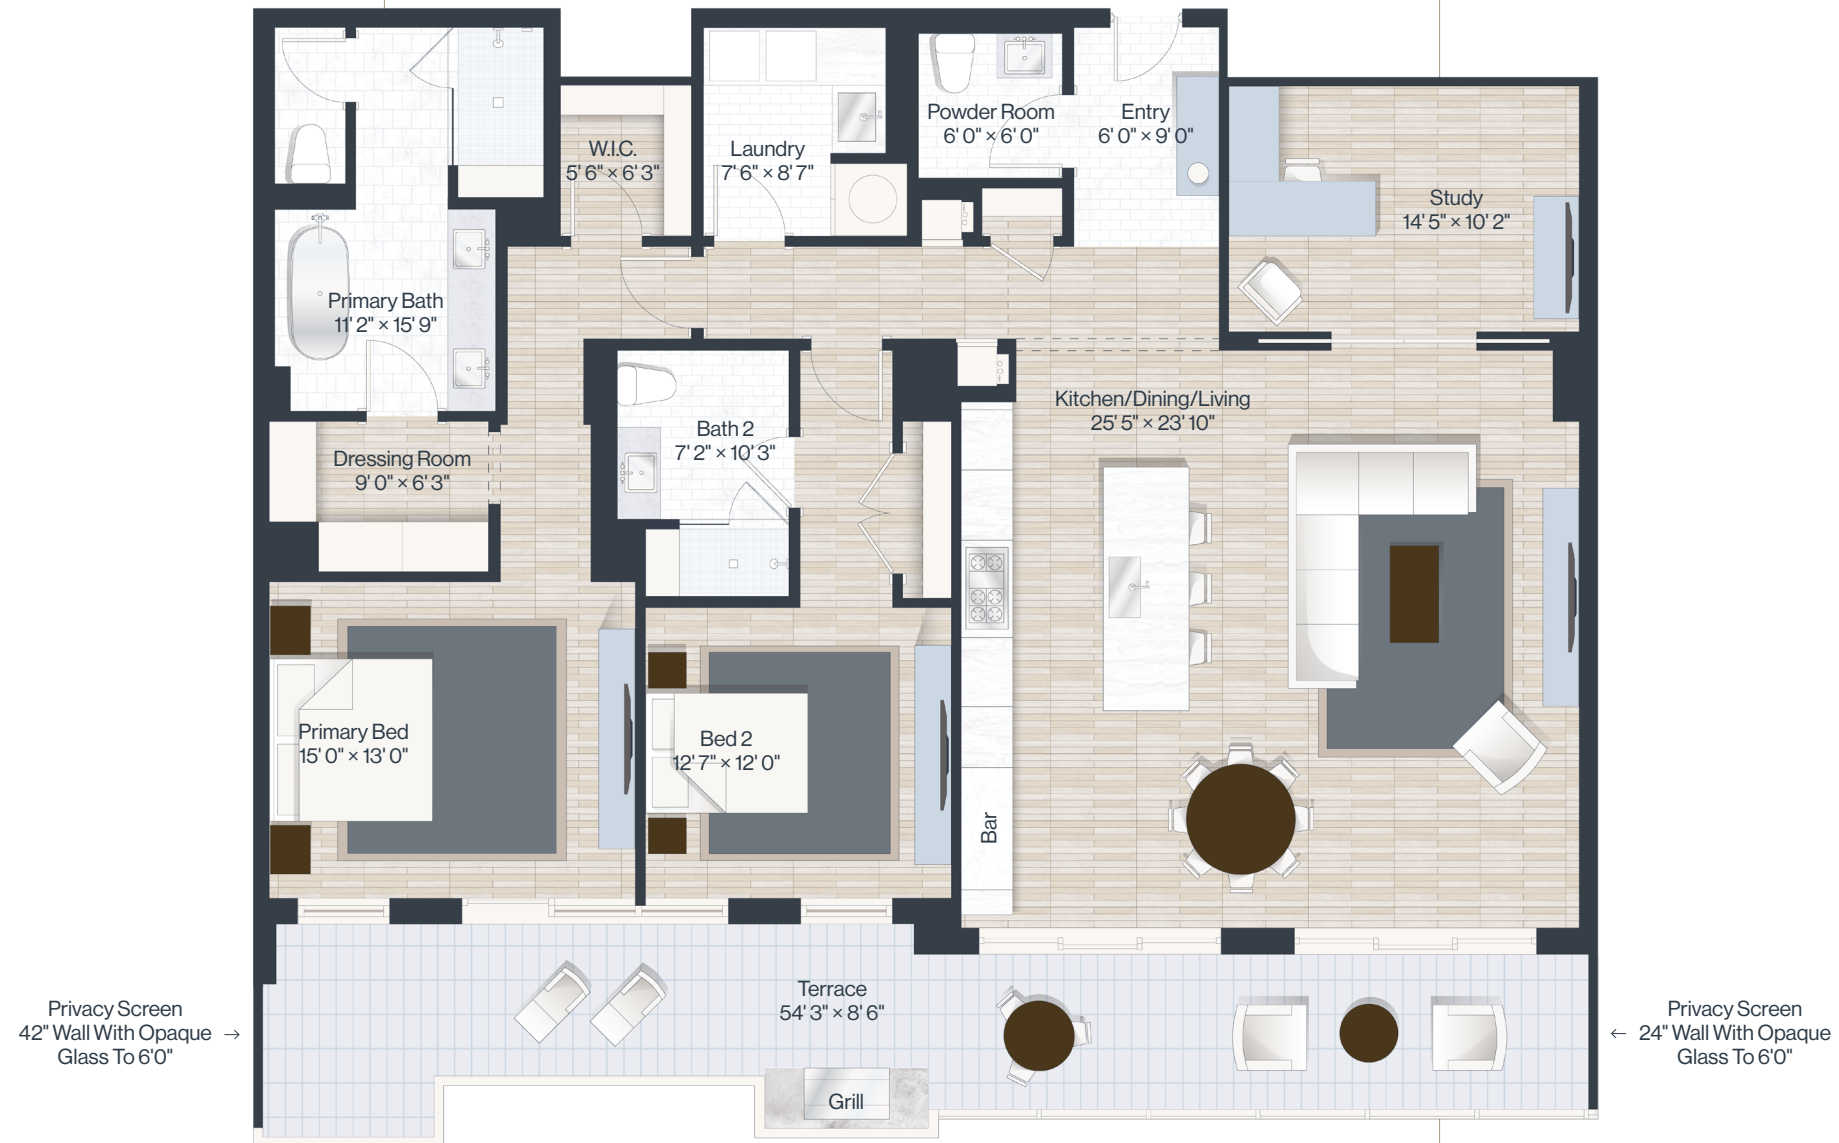 Powder Room
6' 0" × 6' 0"
Entry
6' 0" × 9' 0"
W.I.C.
5' 6" × 6' 3"
Laundry
7' 6" × 8' 7"
Study
14' 5" × 10' 2"
Primary Bath
11' 2" × 15' 9"
Kitchen/Dining/Living
25' 5" × 23' 10"
Bath 2
7' 2" × 10' 3"
Dressing Room
9' 0" × 6' 3"
Primary Bed
15' 0" × 13' 0"
Bed 2
12' 7" × 12' 0"
Bar
Terrace
54' 3" × 8' 6"
Privacy Screen
42" Wall With Opaque →
Glass To 6'0"
Privacy Screen
← 24" Wall With Opaque
Glass To 6'0"
Grill